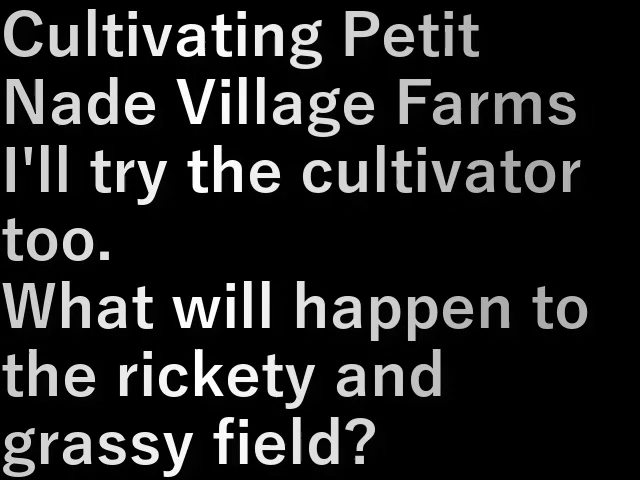 Cultivating Petit
Nade Village Farms
I'll try the cultivator
too.
What will happen to
the rickety and
grassy field?